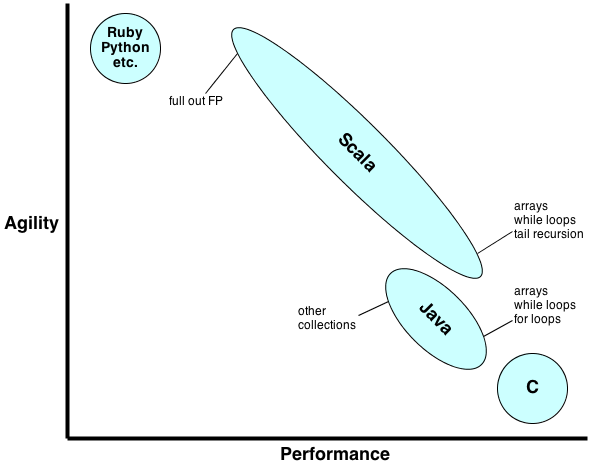 Ruby
Python
etc.
full out FP
Scala
arrays
while loops
tail recursion
Agility
other
collections
Java
arrays
while loops
for loops
C
Performance